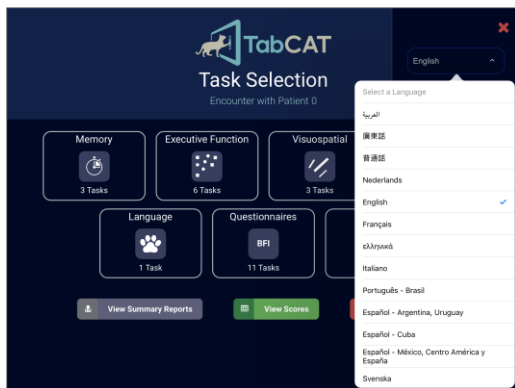 TabCAT
Task Selection
Encounter with Patient 0
English
Select a Language
العربية
廣東話
普通話
Nederlands
English
Français
ελληνικά
Italiano
Português - Brasil
Español - Argentina, Uruguay
Español - Cuba
Español - México, Centro América y
España
Svenska
Memory
3 Tasks
Executive Function
6 Tasks
Visuospatial
3 Tasks
Language
1 Task
Questionnaires
BFI
11 Tasks
View Summary Reports
View Scores